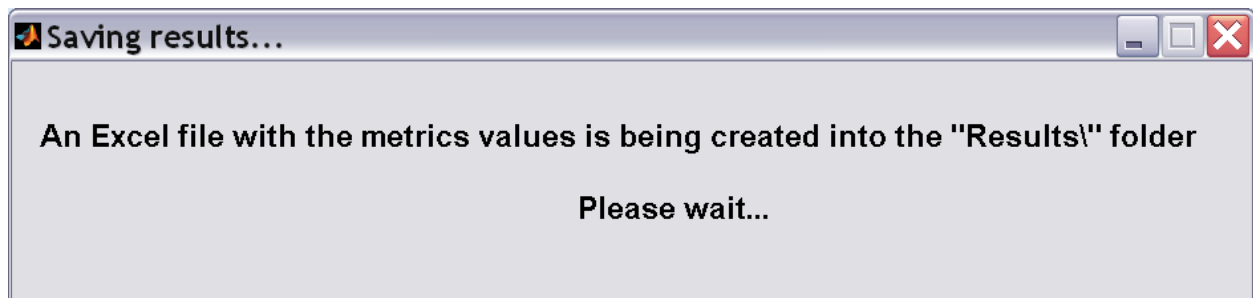 Saving results...
An Excel file with the metrics values is being created into the "Results\" folder
Please wait...